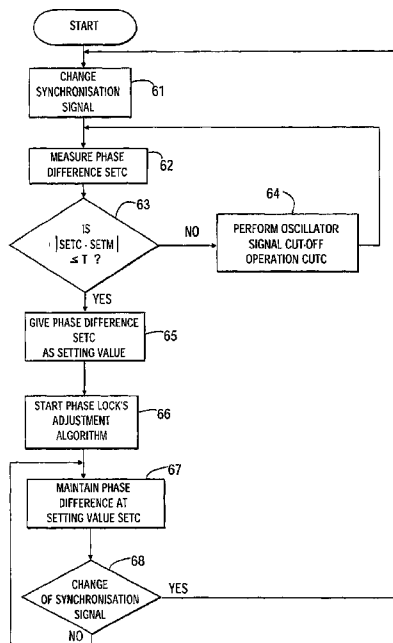 START
CHANGE
SYNCHRONISATION
SIGNAL
61
MEASURE PHASE
DIFFERENCE SETC
62
63
IS
|SETC - SETM|
≤ T ?
NO
64
PERFORM OSCILLATOR
SIGNAL CUT-OFF
OPERATION CUTC
YES
GIVE PHASE DIFFERENCE
SETC
AS SETTING VALUE
65
START PHASE LOCK'S
ADJUSTMENT
ALGORITHM
66
67
MAINTAIN PHASE
DIFFERENCE AT
SETTING VALUE SETC
68
CHANGE
OF SYNCHRONISATION
SIGNAL
YES
NO